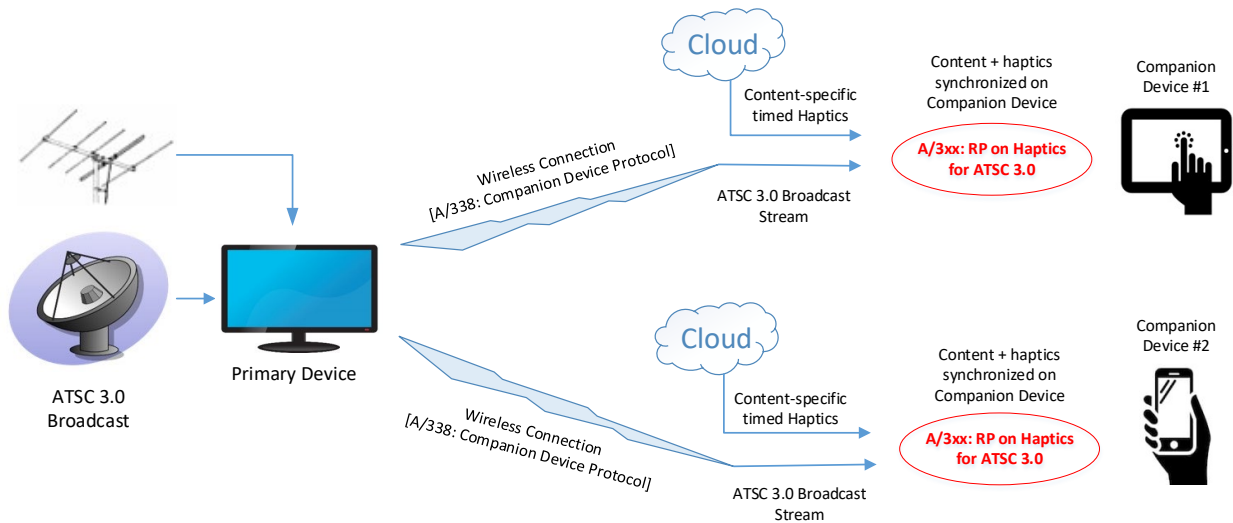 Cloud
Content-specific
timed Haptics
Content + haptics
synchronized on
Companion Device
Companion
Device #1
A/3xx: RP on Haptics
for ATSC 3.0
Wireless Connection
[A/338: Companion Device Protocol]
ATSC 3.0 Broadcast
Stream
Primary Device
ATSC 3.0
Broadcast
Cloud
Content-specific
timed Haptics
Content + haptics
synchronized on
Companion Device
Companion
Device #2
A/3xx: RP on Haptics
for ATSC 3.0
Wireless Connection
[A/338: Companion Device Protocol]
ATSC 3.0 Broadcast
Stream